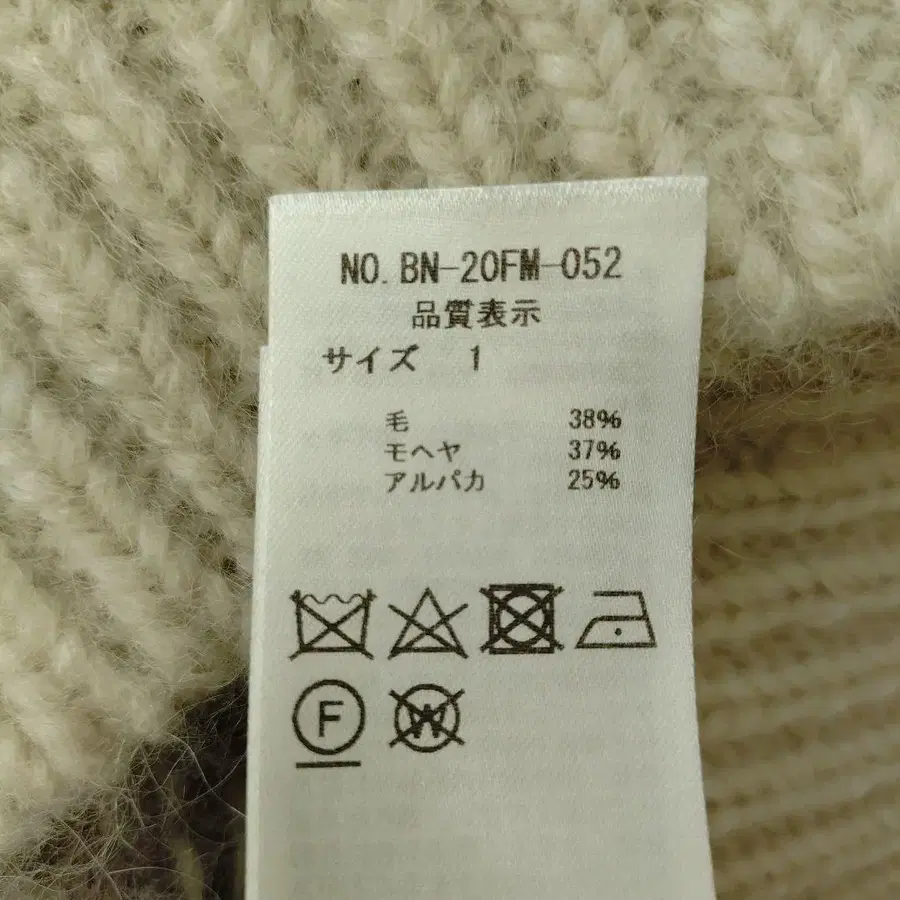 NO. BN-20FM-052
品質表示
サイズ 1
毛 38%
モヘヤ 37%
アルパカ 25%
F W